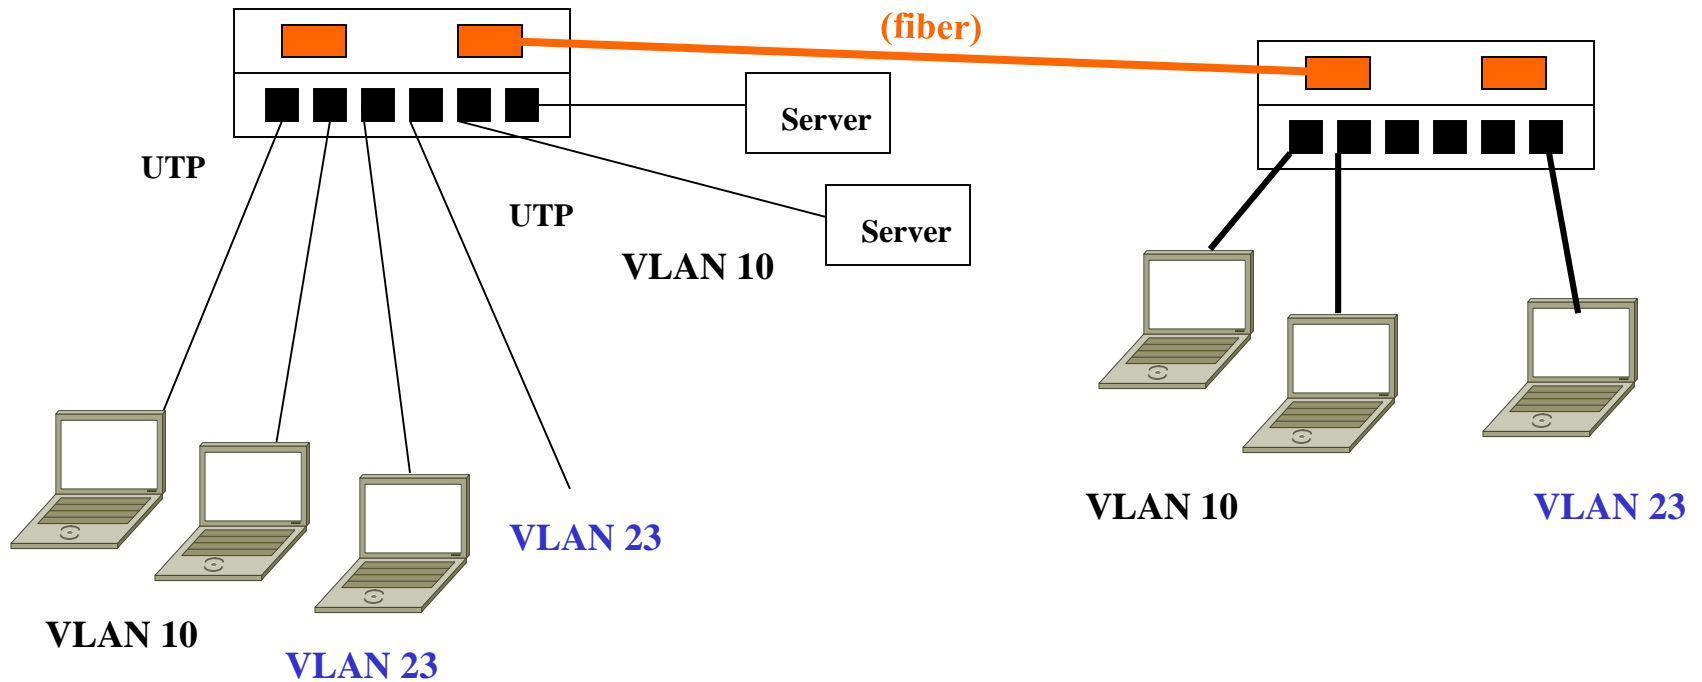 (fiber)
Server
UTP
UTP
Server
VLAN 10
VLAN 10
VLAN 23
VLAN 23
VLAN 10
VLAN 23